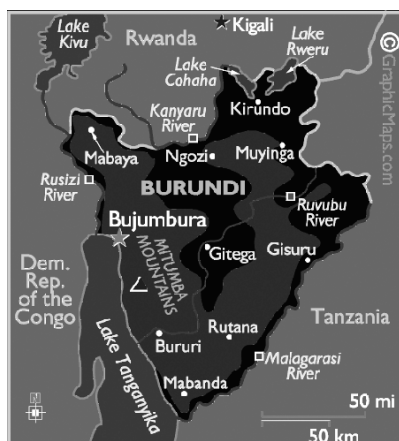 Lake
Kivu
Rwanda
Kigali
Lake
Rweru
Lake
Cohaha
© GraphicMaps.com
Kanyaru
River
Kirundo
Mabaya
Ngozi
Muyinga
Rusizi
River
BURUNDI
Ruvubu
River
Bujumbura
MITUMBA
MOUNTAINS
Gitega
Gisuru
Dem.
Rep.
of the
Congo
Lake Tanganyika
Tanzania
Rutana
Bururi
Malagarasi
River
Mabanda
50 mi
50 km